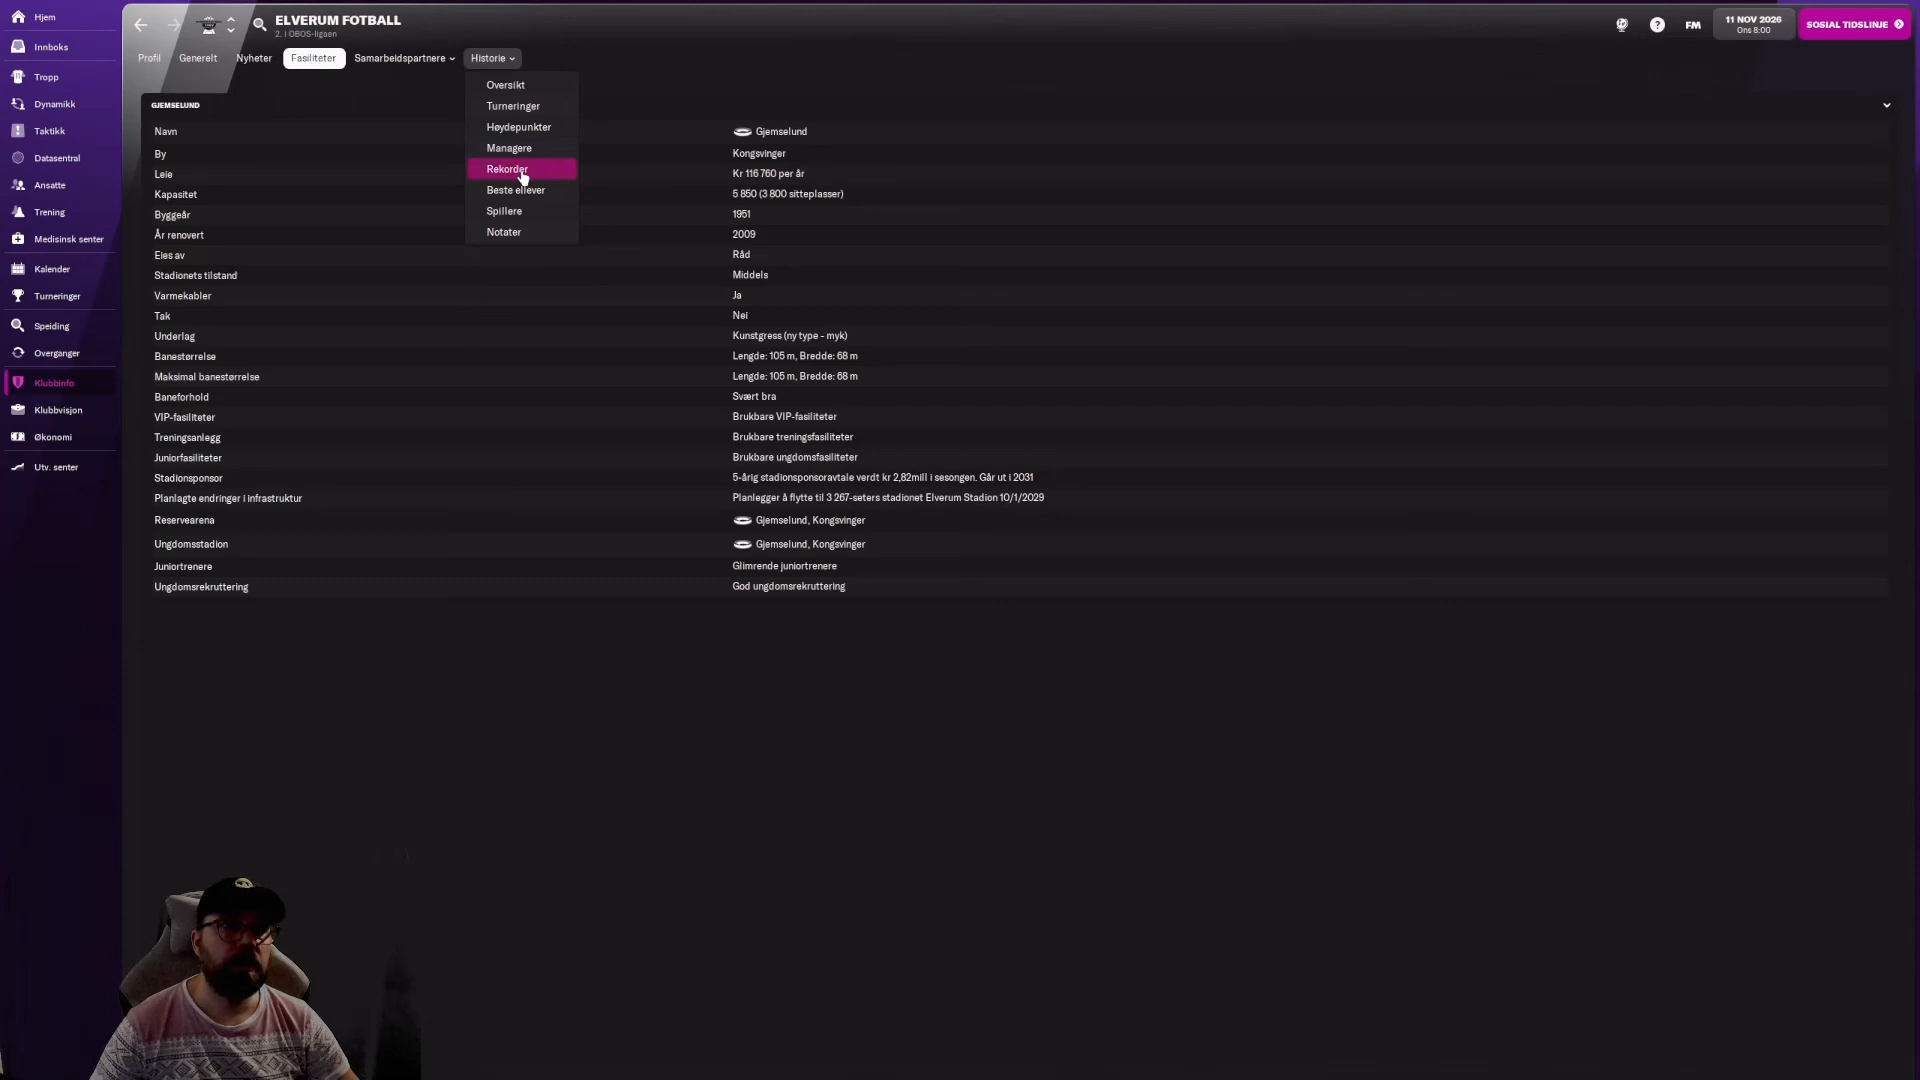 Hjem
Innboks
Tropp
Dynamikk
Taktikk
Datasentral
Ansatte
Trening
Medisinsk senter
Kalender
Turneringer
Speiding
Overganger
Klubbinfo
Klubbvisjon
Økonomi
Utv. senter
ELVERUM FOTBALL
2. i OBOS-ligaen
FM
11 NOV 2026
Ons 8:00
SOSIAL TIDSLINJE
Profil
Generelt
Nyheter
Fasiliteter
Samarbeidspartnere
Historie
Oversikt
Turneringer
Høydepunkter
Managere
Rekorder
Beste ellever
Spillere
Notater
GJEMSELUND
Navn Gjemselund
By Kongsvinger
Leie Kr 116 760 per år
Kapasitet 5 850 (3 800 sitteplasser)
Byggeår 1951
År renovert 2009
Eies av Råd
Stadionets tilstand Middels
Varmekabler Ja
Tak Nei
Underlag Kunstgress (ny type - myk)
Banestørrelse Lengde: 105 m, Bredde: 68 m
Maksimal banestørrelse Lengde: 105 m, Bredde: 68 m
Baneforhold Svært bra
VIP-fasiliteter Brukbare VIP-fasiliteter
Treningsanlegg Brukbare treningsfasiliteter
Juniorfasiliteter Brukbare ungdomsfasiliteter
Stadionsponsor 5-årig stadionsponsoravtale verdt kr 2,82mill i sesongen. Går ut i 2031
Planlagte endringer i infrastruktur Planlegger å flytte til 3 267-seters stadionet Elverum Stadion 10/1/2029
Reservearena Gjemselund, Kongsvinger
Ungdomsstadion Gjemselund, Kongsvinger
Juniortrenere Glimrende juniortrenere
Ungdomsrekruttering God ungdomsrekruttering